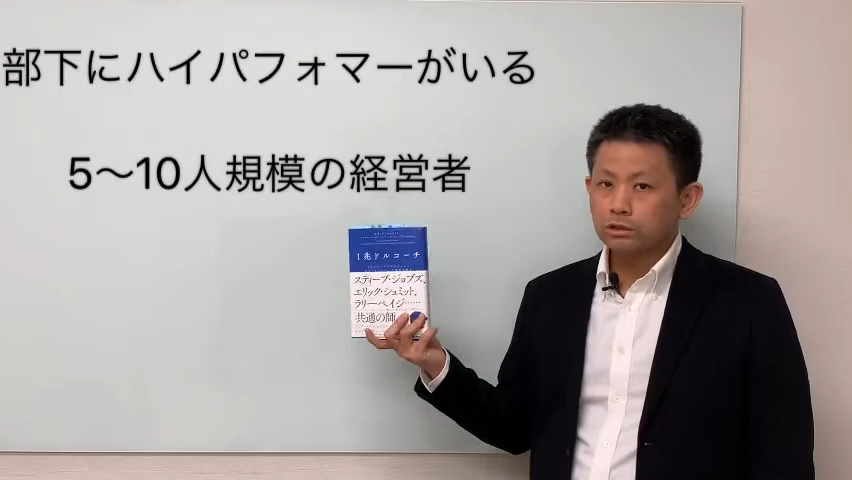 部下にハイパフォマーがいる
5〜10人規模の経営者
1兆ドルコーチ
スティーブ・ジョブズ、
エリック・シュミット、
ラリー・ペイジ……
共通の師